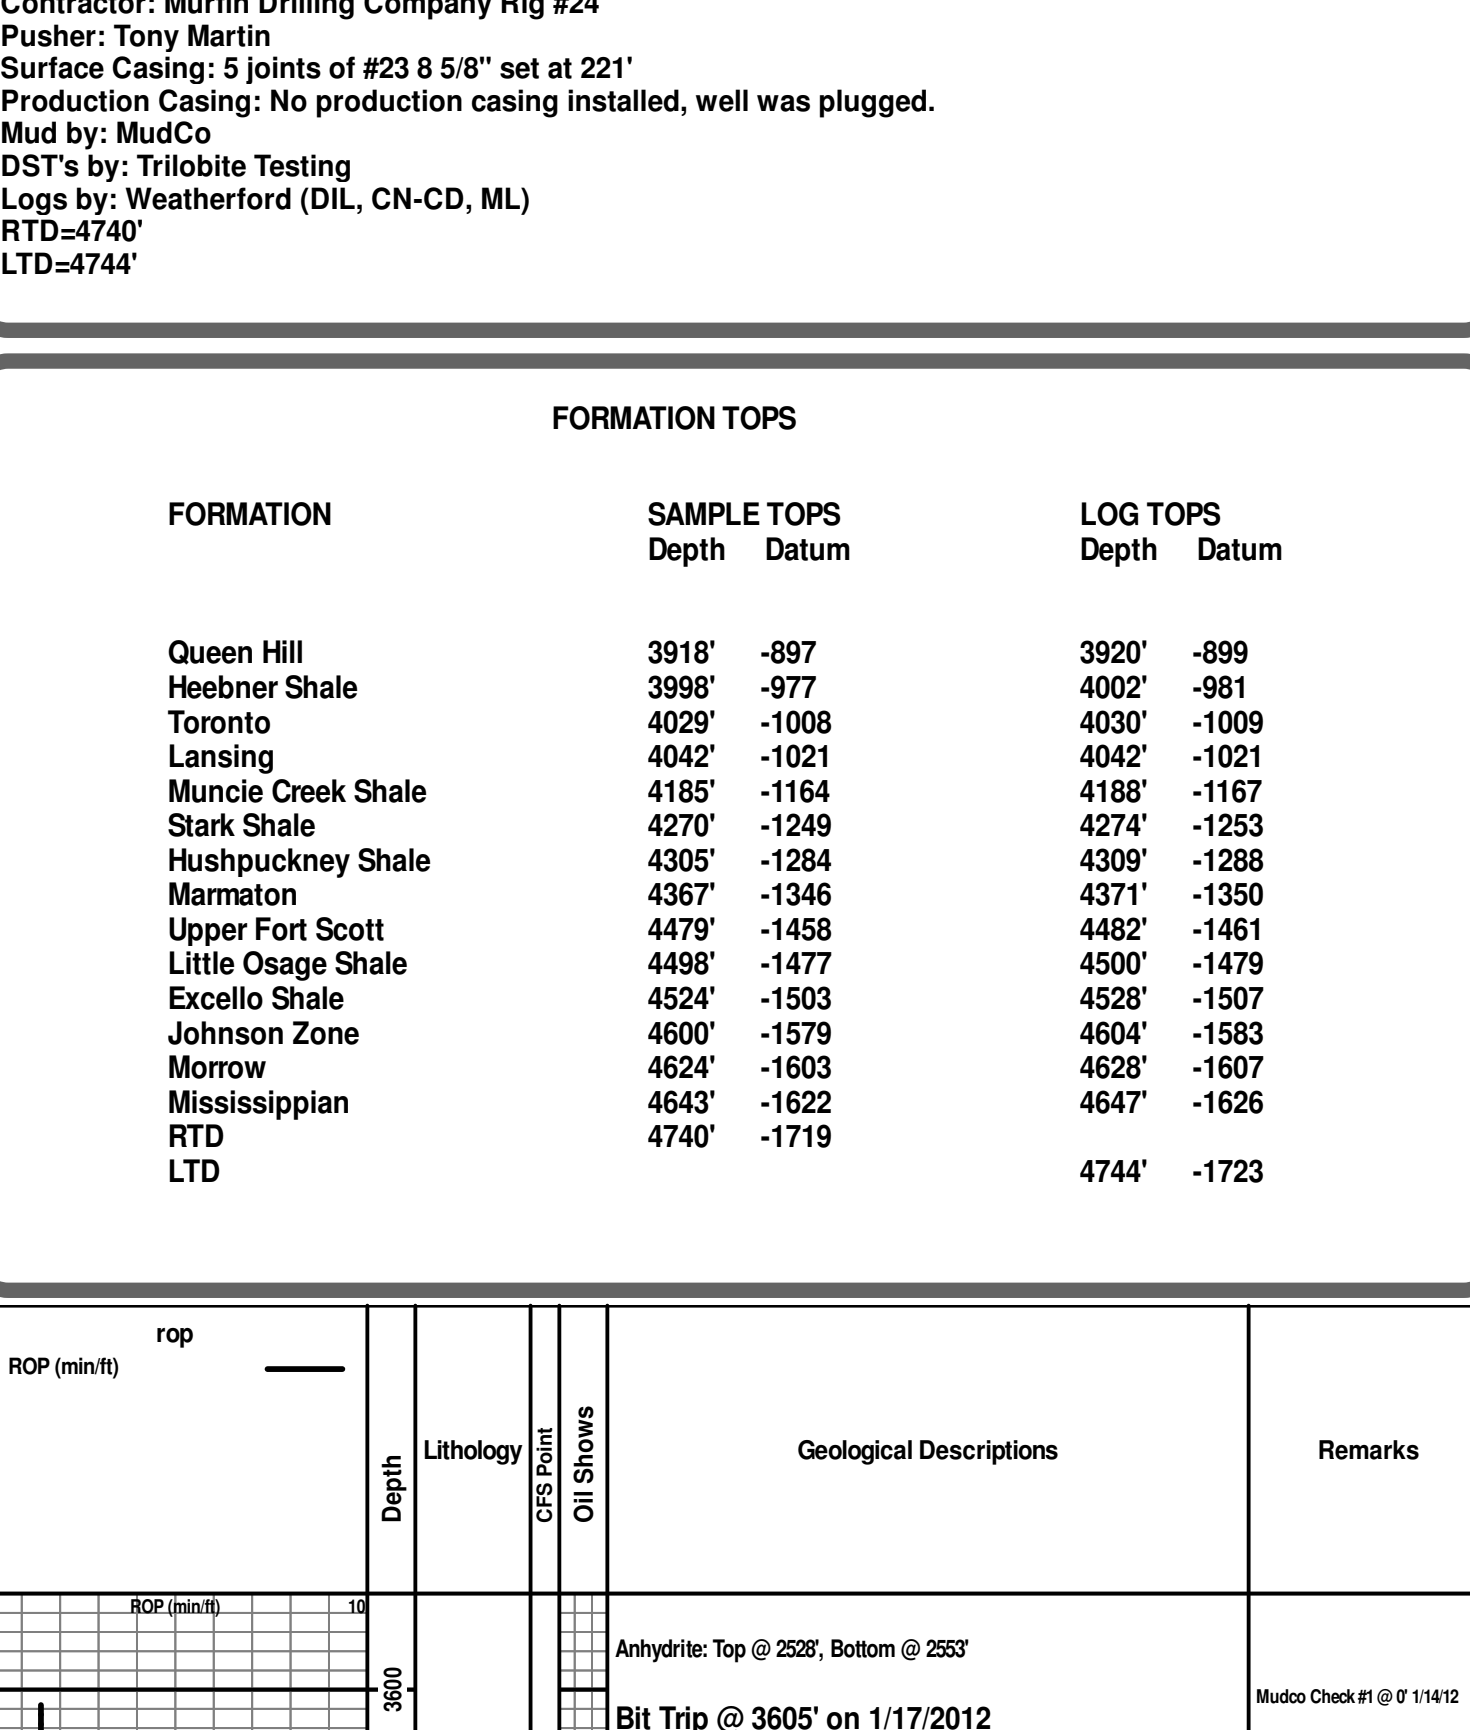 Contractor: Murfin Drilling Company Rig #24
Pusher: Tony Martin
Surface Casing: 5 joints of #23 8 5/8" set at 221'
Production Casing: No production casing installed, well was plugged.
Mud by: MudCo
DST's by: Trilobite Testing
Logs by: Weatherford (DIL, CN-CD, ML)
RTD=4740'
LTD=4744'
FORMATION TOPS
FORMATION SAMPLE TOPS LOG TOPS
Depth Datum Depth Datum
Queen Hill 3918' -897 3920' -899
Heebner Shale 3998' -977 4002' -981
Toronto 4029' -1008 4030' -1009
Lansing 4042' -1021 4042' -1021
Muncie Creek Shale 4185' -1164 4188' -1167
Stark Shale 4270' -1249 4274' -1253
Hushpuckney Shale 4305' -1284 4309' -1288
Marmaton 4367' -1346 4371' -1350
Upper Fort Scott 4479' -1458 4482' -1461
Little Osage Shale 4498' -1477 4500' -1479
Excello Shale 4524' -1503 4528' -1507
Johnson Zone 4600' -1579 4604' -1583
Morrow 4624' -1603 4628' -1607
Mississippian 4643' -1622 4647' -1626
RTD 4740' -1719
LTD 4744' -1723
rop
ROP (min/ft)
Depth
Lithology
CFS Point
Oil Shows
Geological Descriptions
Remarks
ROP (min/ft) 10
3600
Anhydrite: Top @ 2528', Bottom @ 2553'
Mudco Check #1 @ 0' 1/14/12
Bit Trip @ 3605' on 1/17/2012